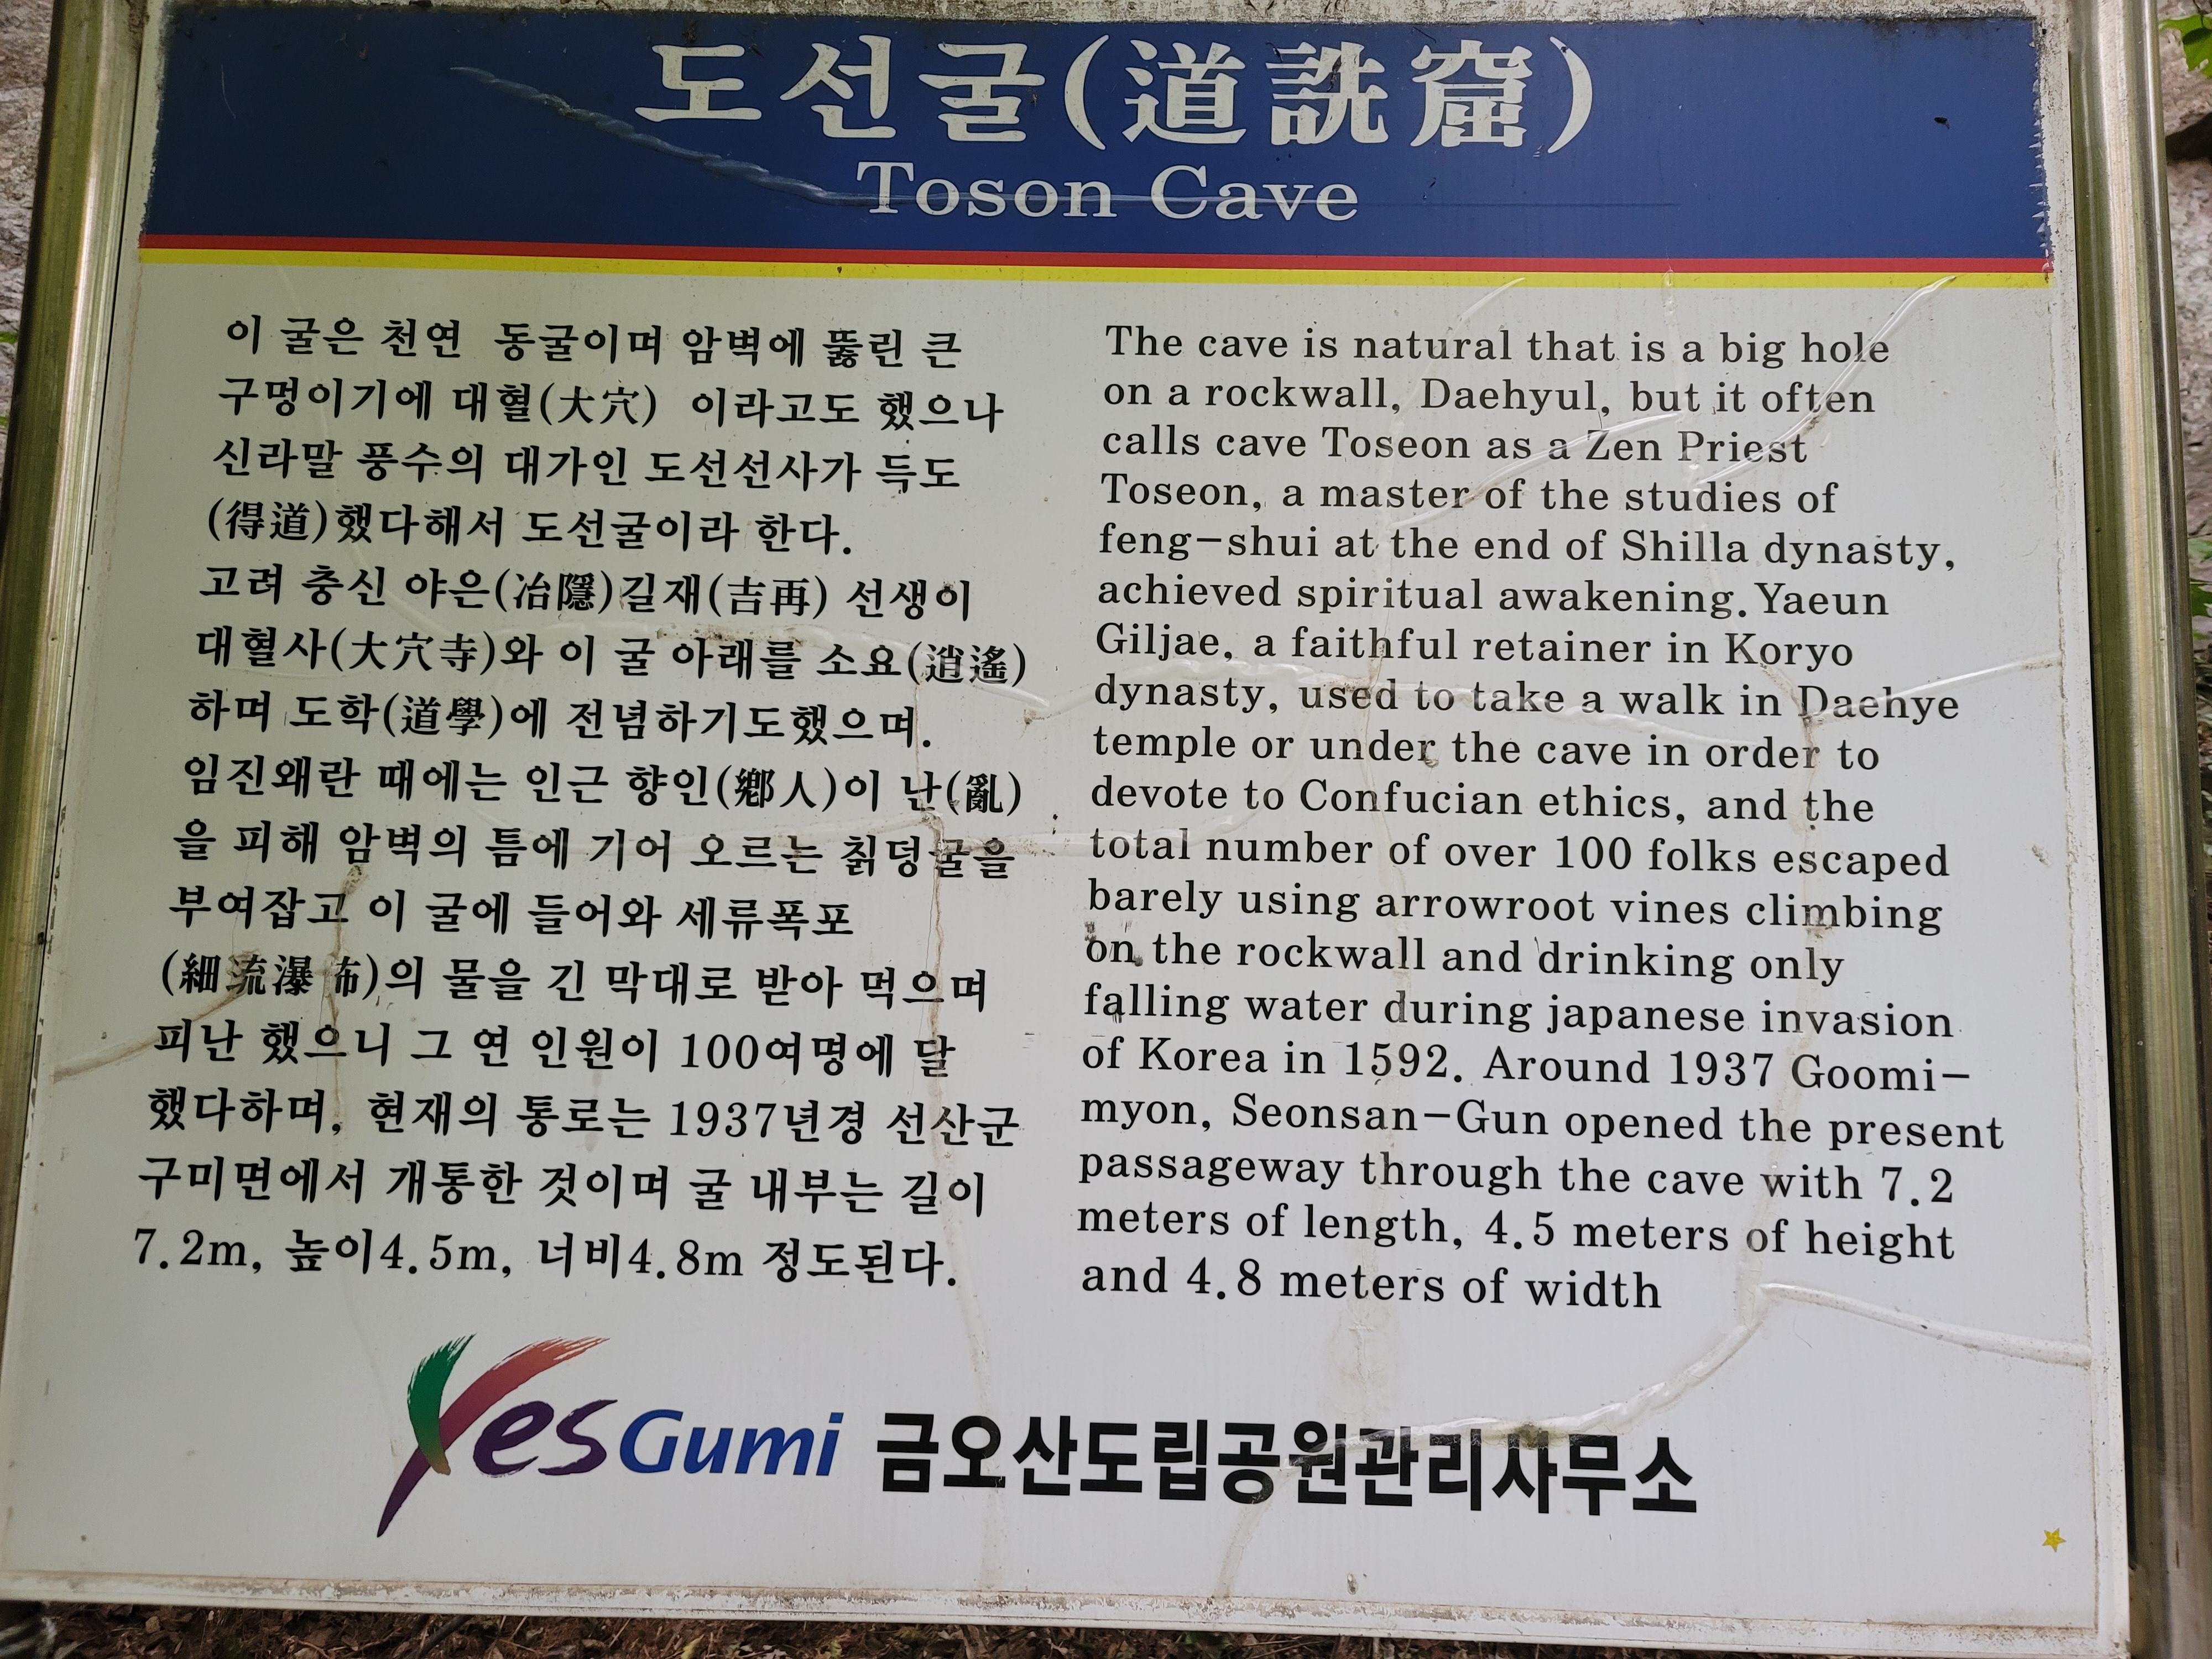 도선굴(道詵窟)
Toson Cave
이 굴은 천연 동굴이며 암벽에 뚫린 큰
구멍이기에 대혈(大穴) 이라고도 했으나
신라말 풍수의 대가인 도선선사가 득도
(得道)했다해서 도선굴이라 한다.
고려 충신 야은(冶隱)길재(吉再) 선생이
대혈사(大穴寺)와 이 굴 아래를 소요(逍遙)
하며 도학(道學)에 전념하기도했으며.
임진왜란 때에는 인근 향인(鄕人)이 난(亂)
을 피해 암벽의 틈에 기어 오르는 칡덩굴을
부여잡고 이 굴에 들어와 세류폭포
(細流瀑布)의 물을 긴 막대로 받아 먹으며
피난 했으니 그 연 인원이 100여명에 달
했다하며, 현재의 통로는 1937년경 선산군
구미면에서 개통한 것이며 굴 내부는 길이
7.2m, 높이4.5m, 너비4.8m 정도된다.
The cave is natural that is a big hole
on a rockwall, Daehyul, but it often
calls cave Toseon as a Zen Priest
Toseon, a master of the studies of
feng-shui at the end of Shilla dynasty,
achieved spiritual awakening. Yaeun
Giljae, a faithful retainer in Koryo
dynasty, used to take a walk in Daehye
temple or under the cave in order to
devote to Confucian ethics, and the
total number of over 100 folks escaped
barely using arrowroot vines climbing
on the rockwall and drinking only
falling water during japanese invasion
of Korea in 1592. Around 1937 Goomi-
myon, Seonsan-Gun opened the present
passageway through the cave with 7.2
meters of length, 4.5 meters of height
and 4.8 meters of width
Yes Gumi 금오산도립공원관리사무소